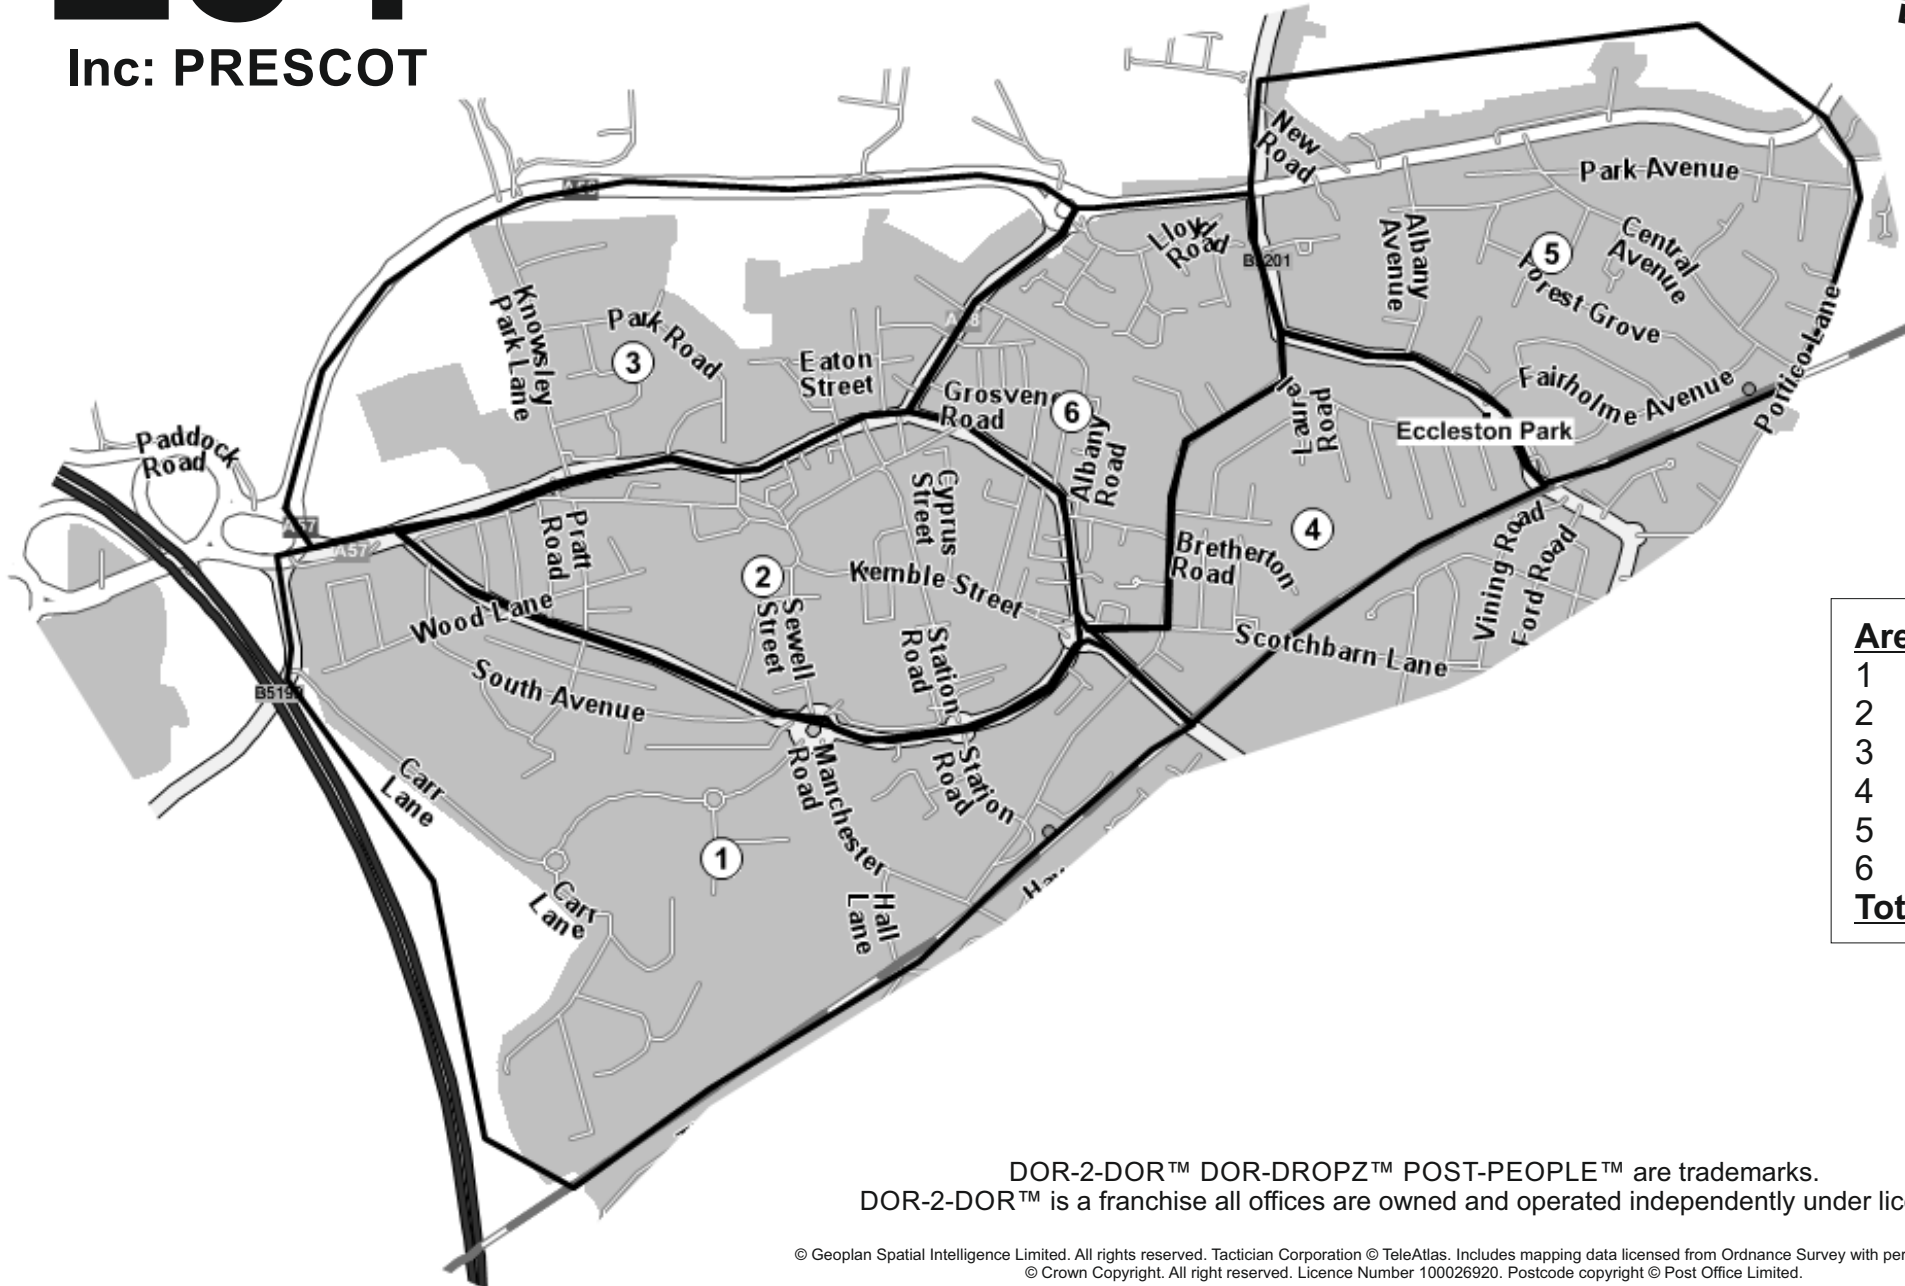 Inc: PRESCOT
New
Road
Park Avenue
Lloyd
Road
Albany
Avenue
Central
Avenue
5
B5201
Forest Grove
Knowsley
Park Lane
Park Road
3
Eaton
Street
Grosvenor
Road
6
Albany
Road
Laurel
Road
Fairholme Avenue
Portico Lane
Eccleston Park
Paddock
Road
A57
A57
Pratt
Road
2
Cyprus
Street
Kemble Street
Bretherton
Road
4
Vining Road
Ford Road
Wood Lane
Sewell
Street
Station
Road
Scotchbarn Lane
South Avenue
Carr
Lane
Manchester
Road
Station
Road
1
Carr
Lane
Hall
Lane
1
2
3
4
5
6
DOR-2-DOR™ DOR-DROPZ™ POST-PEOPLE™ are trademarks.
DOR-2-DOR™ is a franchise all offices are owned and operated independently under
© Geoplan Spatial Intelligence Limited. All rights reserved. Tactician Corporation © TeleAtlas. Includes mapping data licensed from Ordnance Survey with
© Crown Copyright. All right reserved. Licence Number 100026920. Postcode copyright © Post Office Limited.